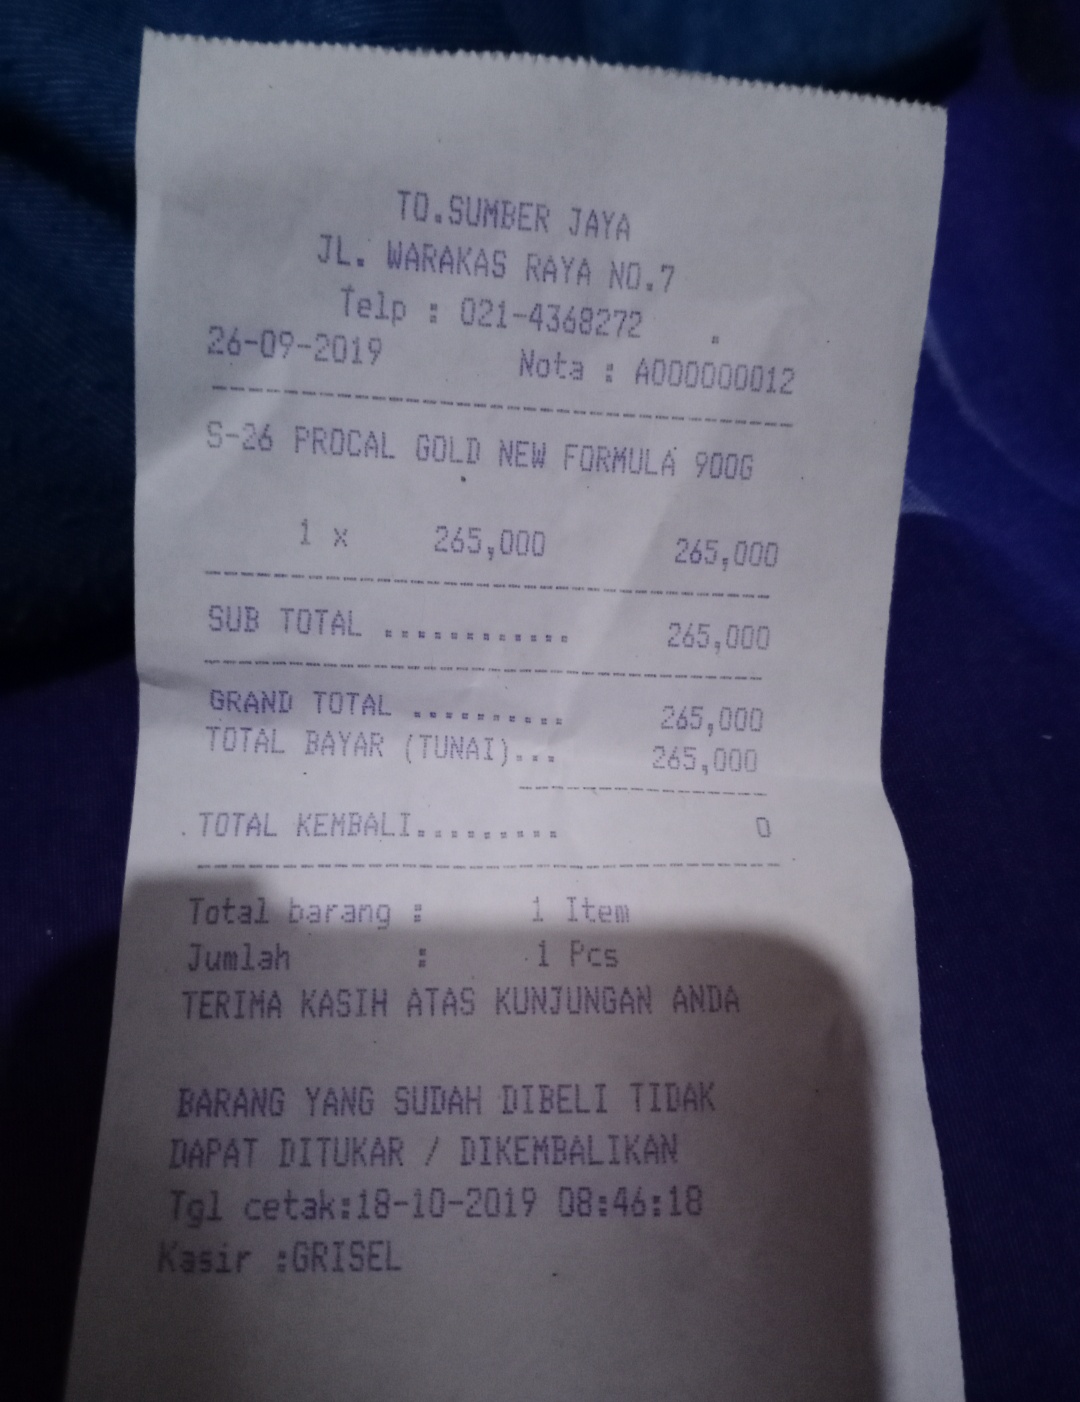 TO.SUMBER JAYA
JL. WARAKAS RAYA NO.7
Telp : 021-4368272
26-09-2019 Nota : A000000012
S-26 PROCAL GOLD NEW FORMULA 900G
1 x 265,000 265,000
SUB TOTAL ............ 265,000
GRAND TOTAL .......... 265,000
TOTAL BAYAR (TUNAI)... 265,000
TOTAL KEMBALI......... 0
Total barang : 1 Item
Jumlah : 1 Pcs
TERIMA KASIH ATAS KUNJUNGAN ANDA
BARANG YANG SUDAH DIBELI TIDAK
DAPAT DITUKAR / DIKEMBALIKAN
Tgl cetak:18-10-2019 08:46:18
Kasir :GRISEL